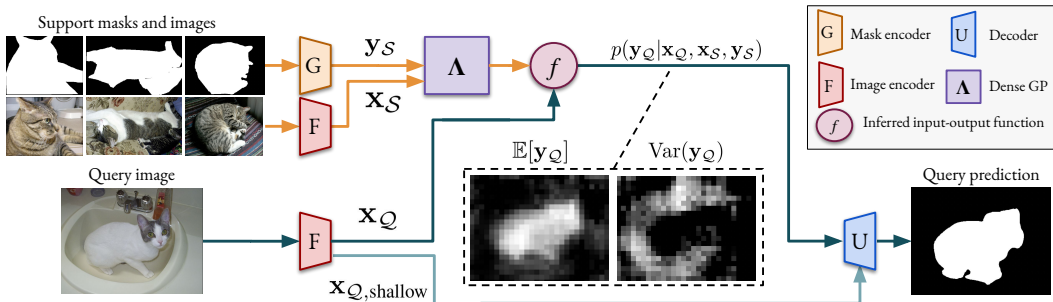 Support masks and images
G
𝐲𝒮
F
𝐱𝒮
Λ
f
p(𝐲𝒬|𝐱𝒬, 𝐱𝒮, 𝐲𝒮)
G Mask encoder
U Decoder
F Image encoder
Λ Dense GP
f Inferred input-output function
𝔼[𝐲𝒬]
Var(𝐲𝒬)
Query image
F
𝐱𝒬
𝐱𝒬,shallow
U
Query prediction